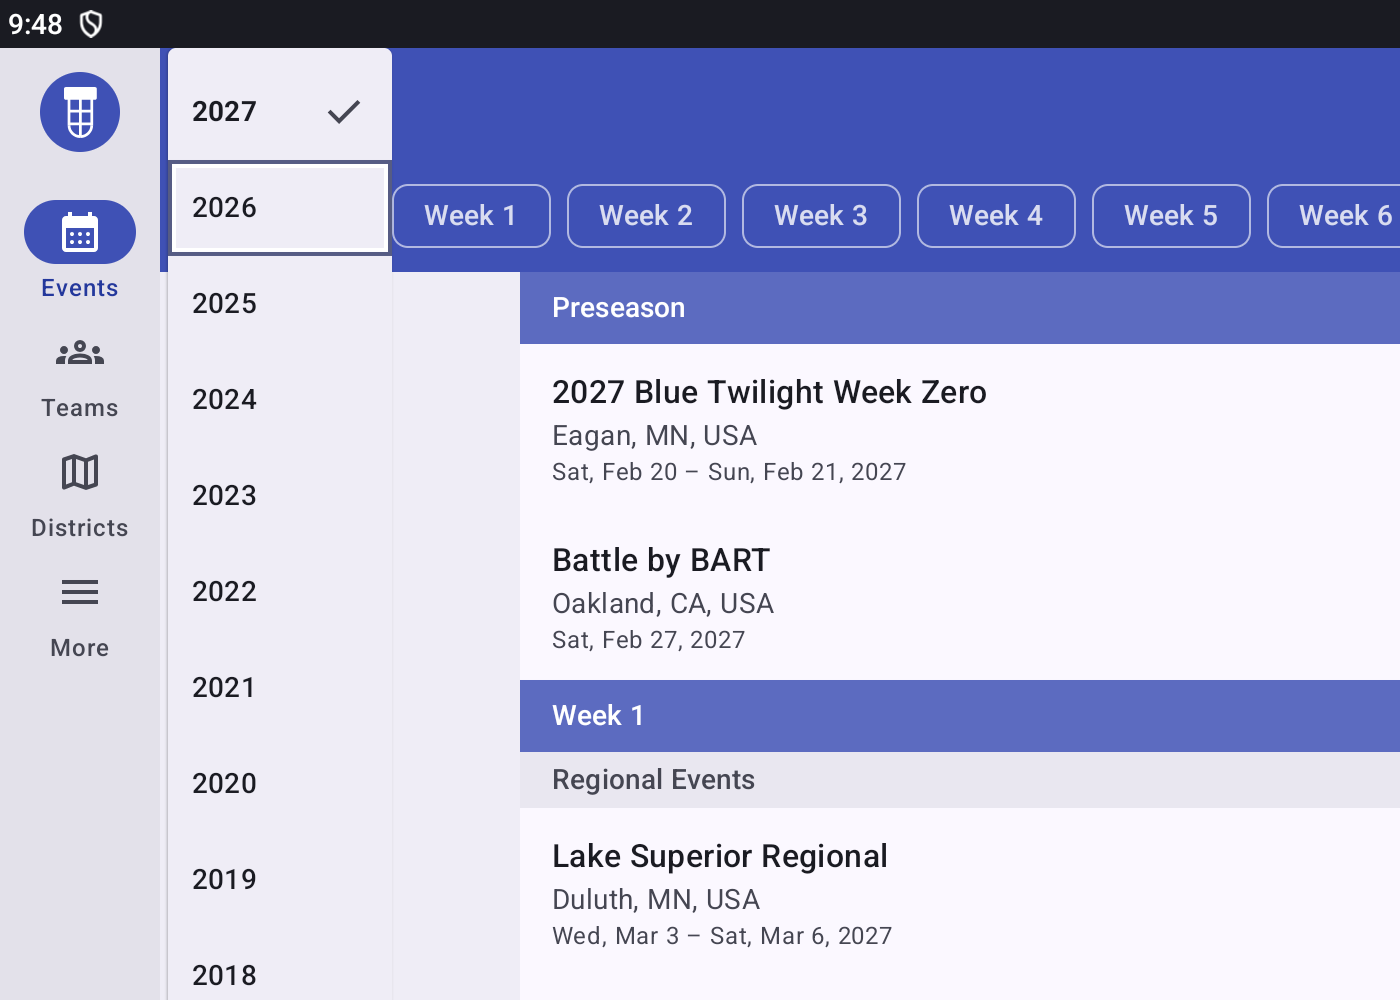 9:48
Events
Teams
Districts
More
2027
2026
2025
2024
2023
2022
2021
2020
2019
2018
Week 1
Week 2
Week 3
Week 4
Week 5
Week 6
Preseason
2027 Blue Twilight Week Zero
Eagan, MN, USA
Sat, Feb 20 – Sun, Feb 21, 2027
Battle by BART
Oakland, CA, USA
Sat, Feb 27, 2027
Week 1
Regional Events
Lake Superior Regional
Duluth, MN, USA
Wed, Mar 3 – Sat, Mar 6, 2027